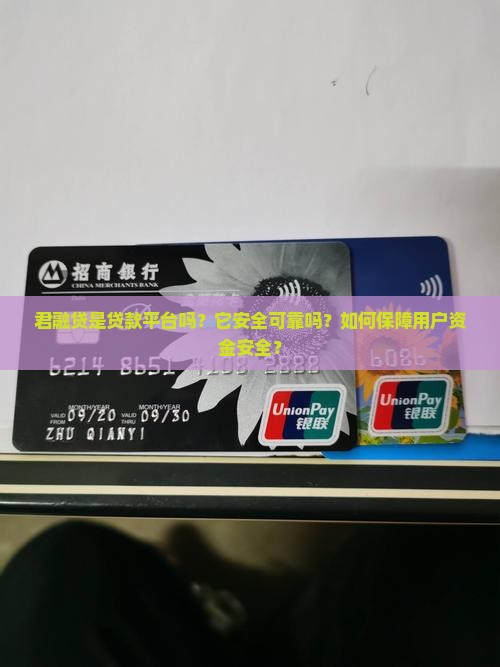 招商银行
CHINA MERCHANTS BANK
君融贷是贷款平台吗？它安全可靠吗？如何保障用户资
金安全？
6214 8651
6086
MONTH/YEAR MONTH/YEAR
VALID FROM 09/20 VALID THRU 09/30
ZHU QIANYI
UnionPay
银联
UnionPay
银联